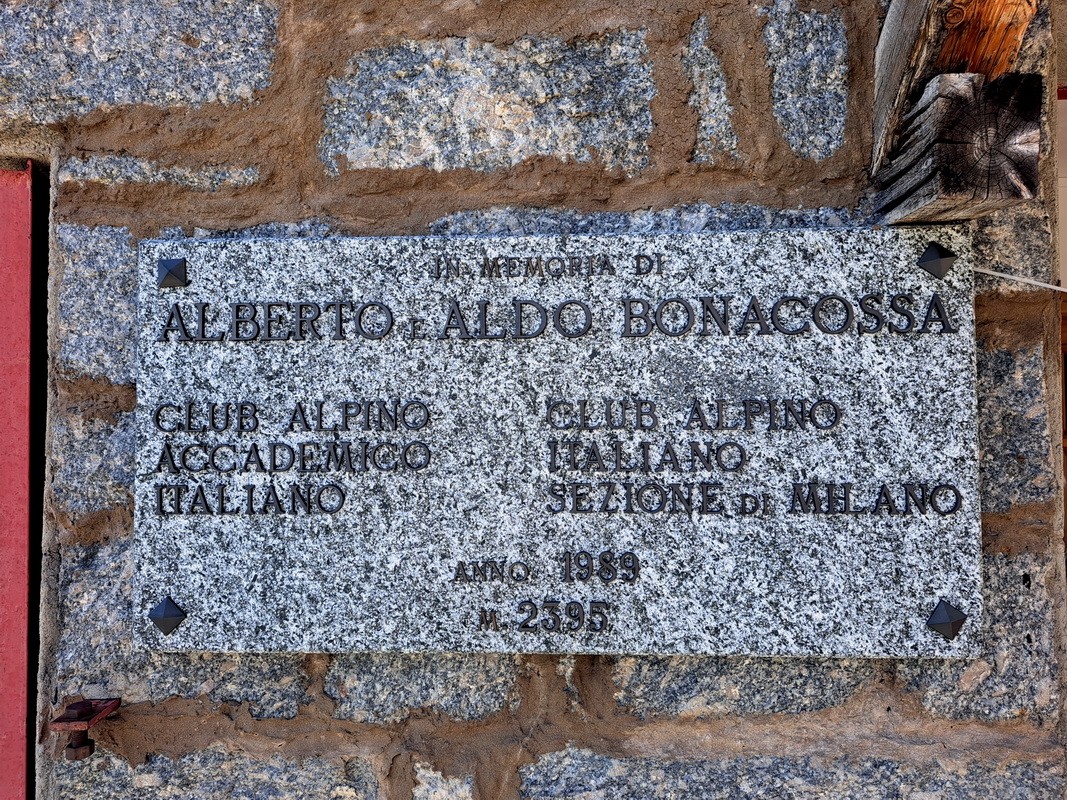 IN MEMORIA DI
ALBERTO E ALDO BONACOSSA
CLUB ALPINO
ACCADEMICO
ITALIANO
CLUB ALPINO
ITALIANO
SEZIONE DI MILANO
ANNO 1989
M. 2395